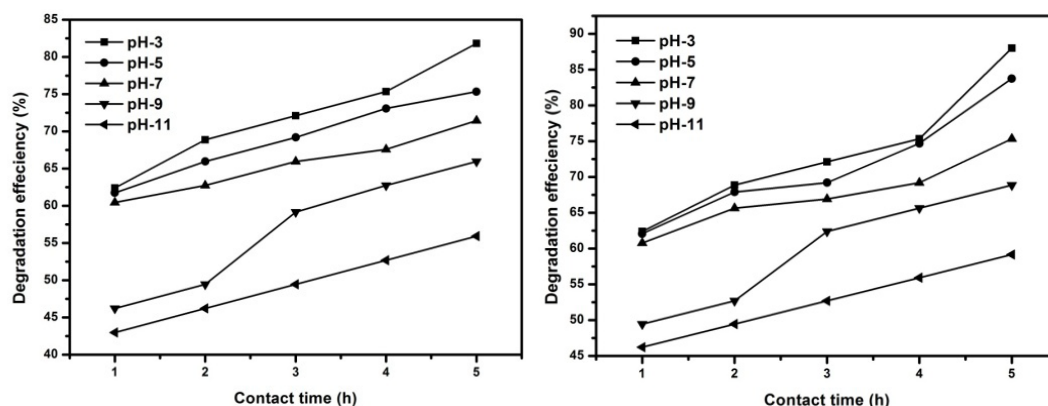 85
80
75
70
65
60
55
50
45
40
Degradation effeciency (%)
pH-3
pH-5
pH-7
pH-9
pH-11
1 2 3 4 5
Contact time (h)
90
85
80
75
70
65
60
55
50
45
Degradation effeciency (%)
pH-3
pH-5
pH-7
pH-9
pH-11
1 2 3 4 5
Contact time (h)